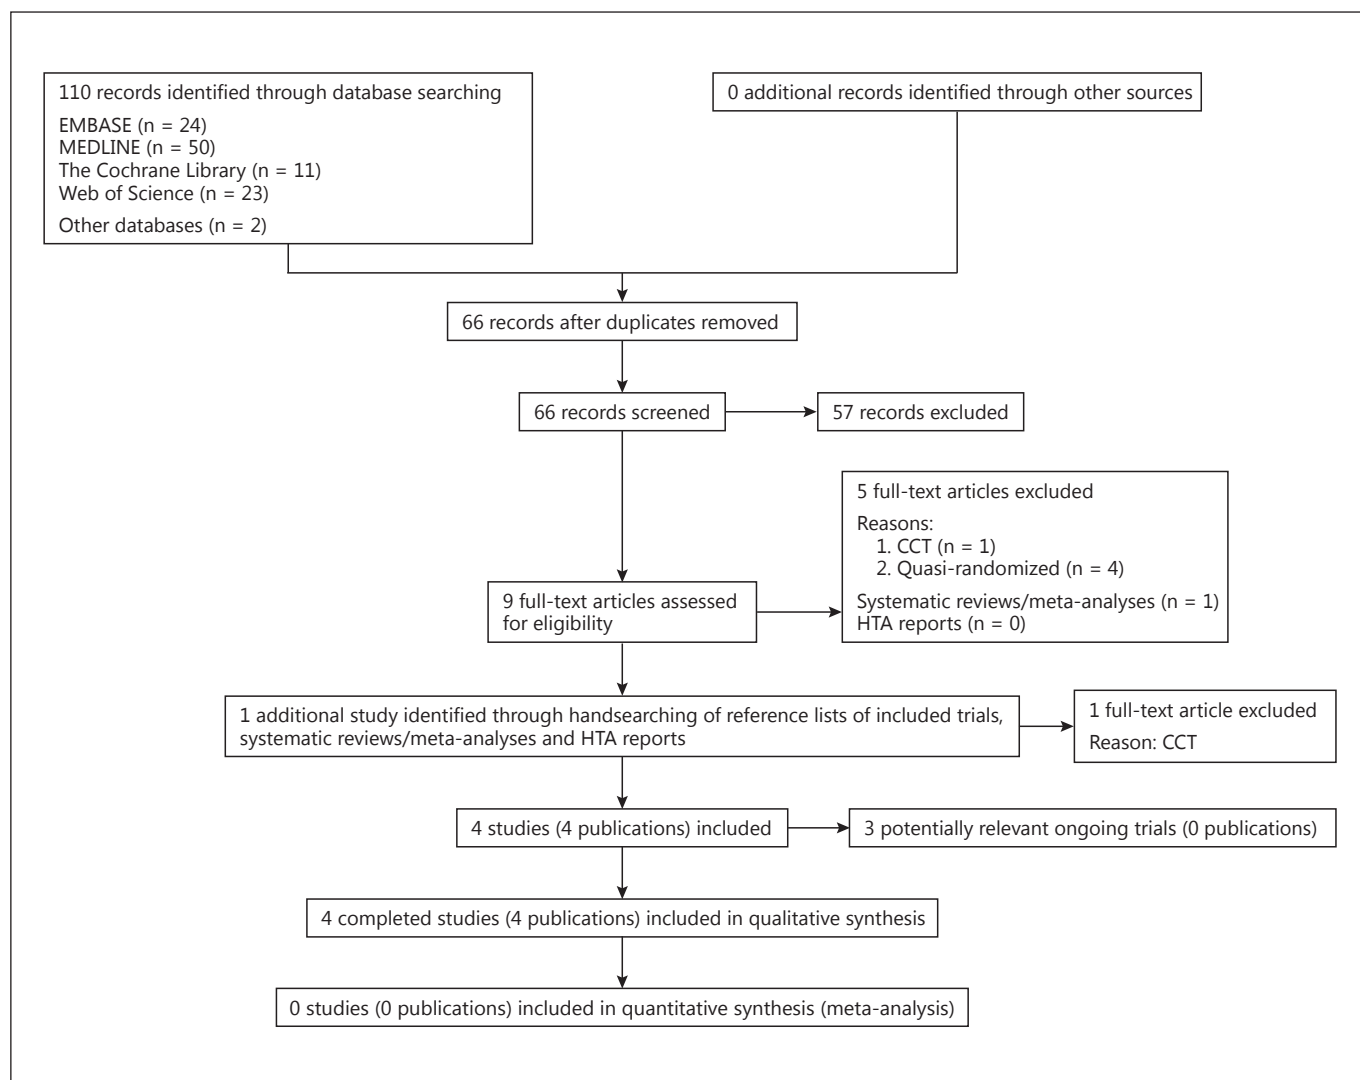 110 records identified through database searching
EMBASE (n = 24)
MEDLINE (n = 50)
The Cochrane Library (n = 11)
Web of Science (n = 23)
Other databases (n = 2)
0 additional records identified through other sources
66 records after duplicates removed
66 records screened
57 records excluded
5 full-text articles excluded
Reasons:
1. CCT (n = 1)
2. Quasi-randomized (n = 4)
Systematic reviews/meta-analyses (n = 1)
HTA reports (n = 0)
9 full-text articles assessed
for eligibility
1 additional study identified through handsearching of reference lists of included trials,
systematic reviews/meta-analyses and HTA reports
1 full-text article excluded
Reason: CCT
4 studies (4 publications) included
3 potentially relevant ongoing trials (0 publications)
4 completed studies (4 publications) included in qualitative synthesis
0 studies (0 publications) included in quantitative synthesis (meta-analysis)